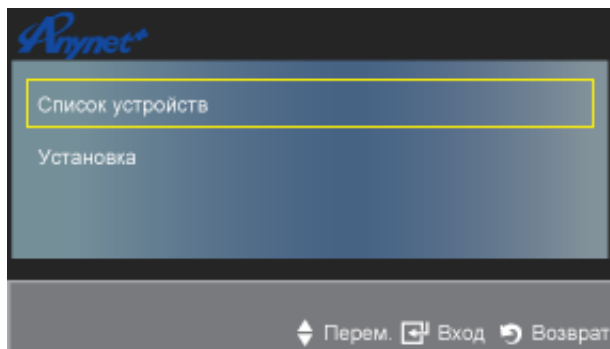 Anynet+
Список устройств
Установка
Перем. Вход Возврат